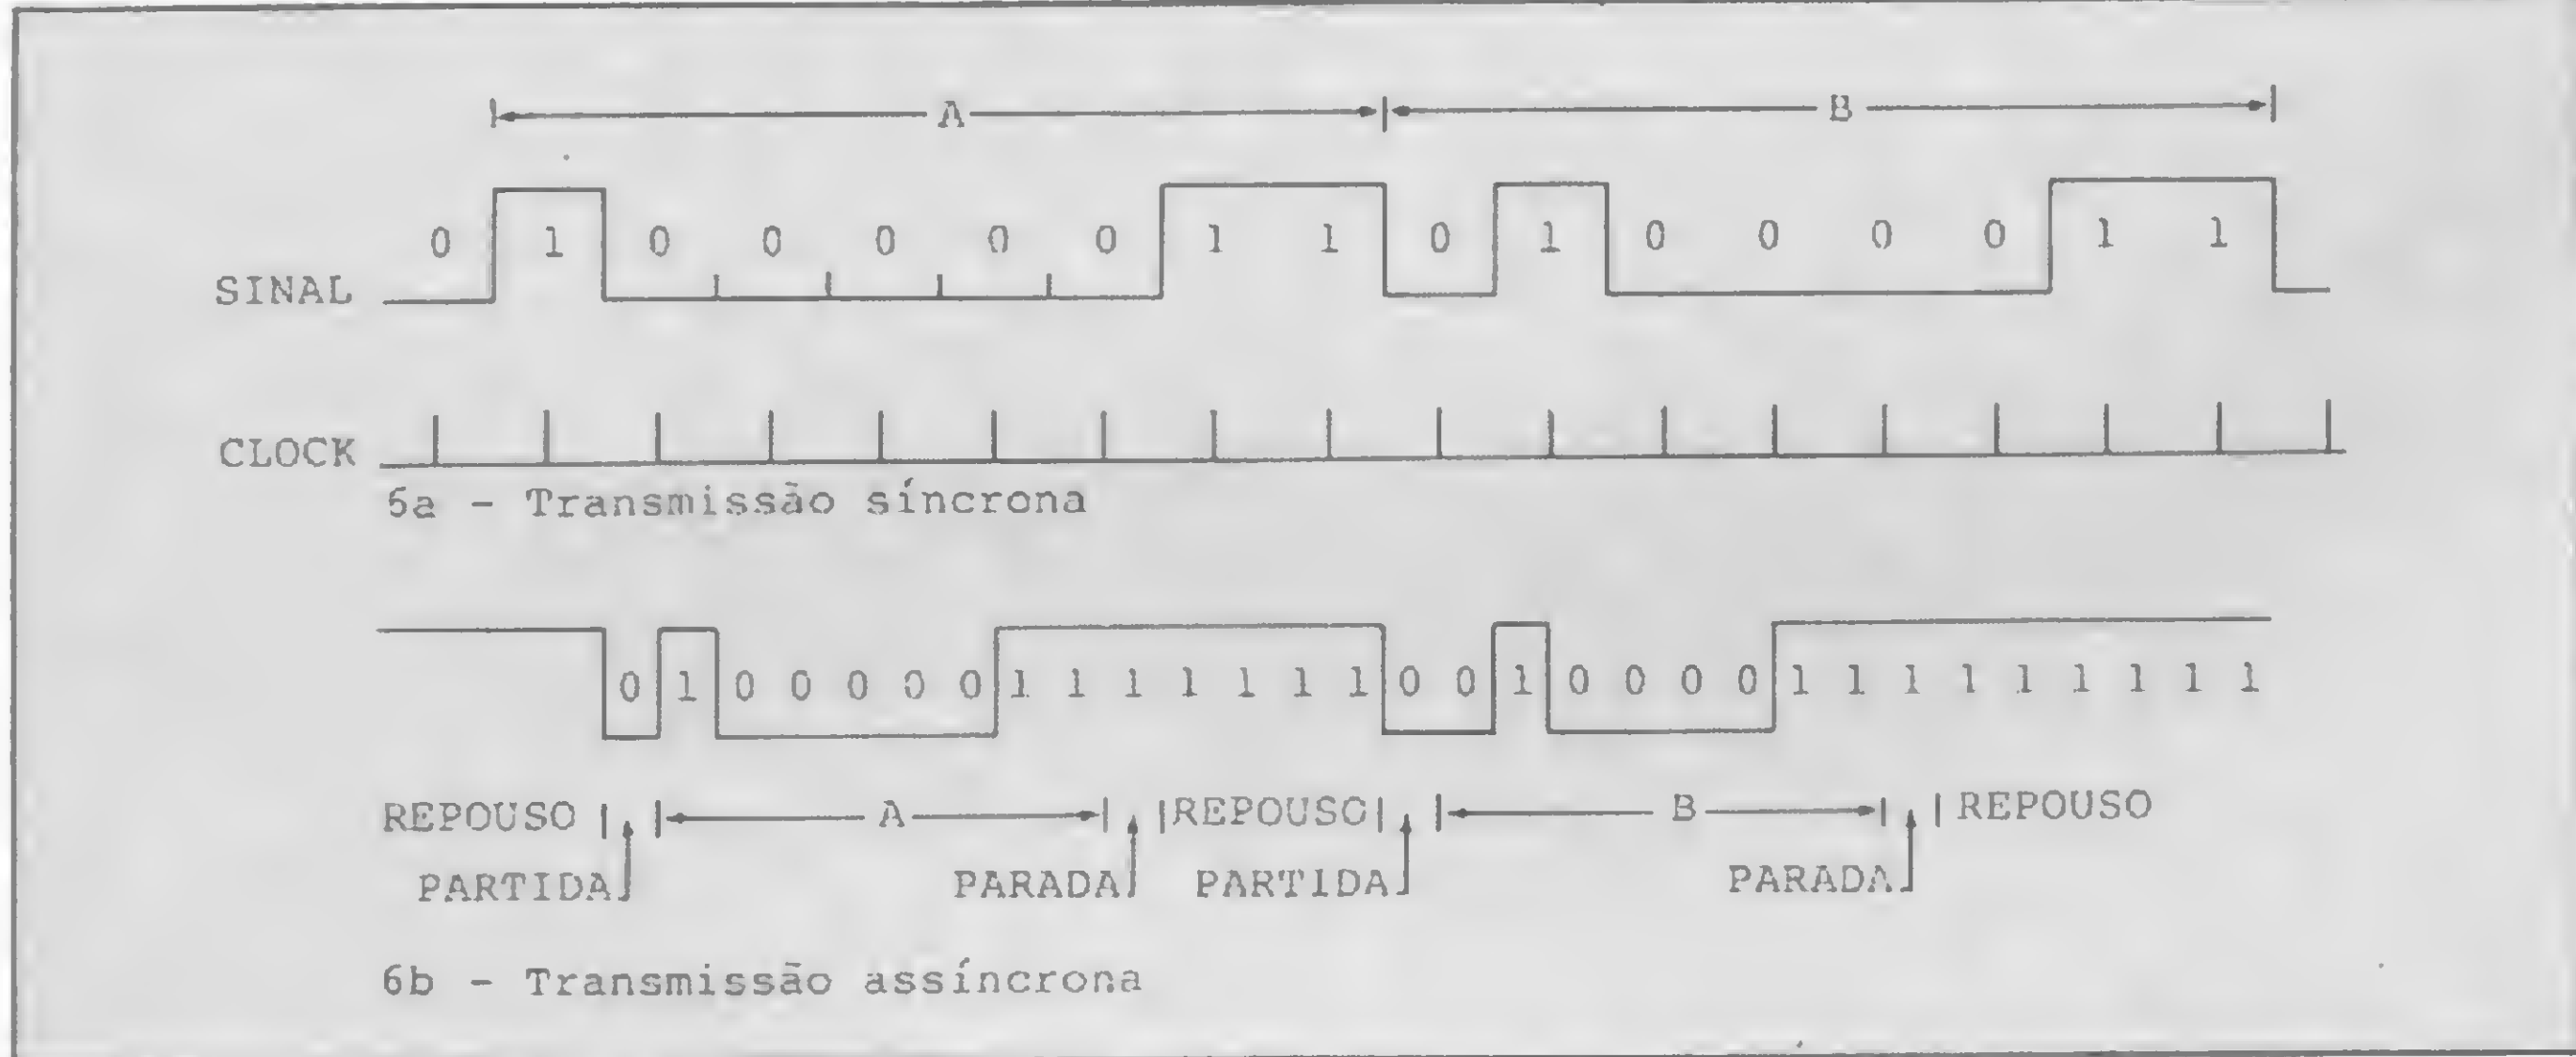 A B
0 1 0 0 0 0 0 1 1 0 1 0 0 0 0 1 1
SINAL
CLOCK
6a - Transmissão síncrona
0 1 0 0 0 0 0 1 1 1 1 1 1 1 0 0 1 0 0 0 0 1 1 1 1 1 1 1 1 1
REPOUSO A REPOUSO B REPOUSO
PARTIDA PARADA PARTIDA PARADA
6b - Transmissão assíncrona